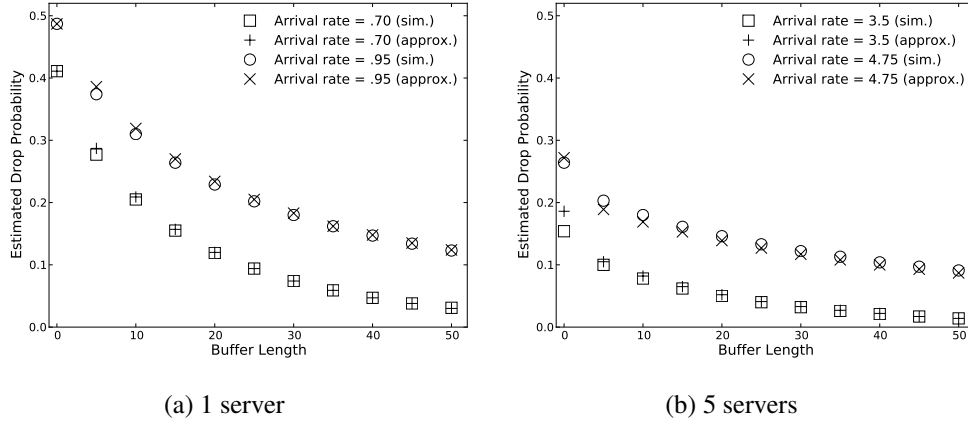 Estimated Drop Probability
0.5
0.4
0.3
0.2
0.1
0.0
Arrival rate = .70 (sim.)
Arrival rate = .70 (approx.)
Arrival rate = .95 (sim.)
Arrival rate = .95 (approx.)
0 10 20 30 40 50
Buffer Length
(a) 1 server
Estimated Drop Probability
0.5
0.4
0.3
0.2
0.1
0.0
Arrival rate = 3.5 (sim.)
Arrival rate = 3.5 (approx.)
Arrival rate = 4.75 (sim.)
Arrival rate = 4.75 (approx.)
0 10 20 30 40 50
Buffer Length
(b) 5 servers